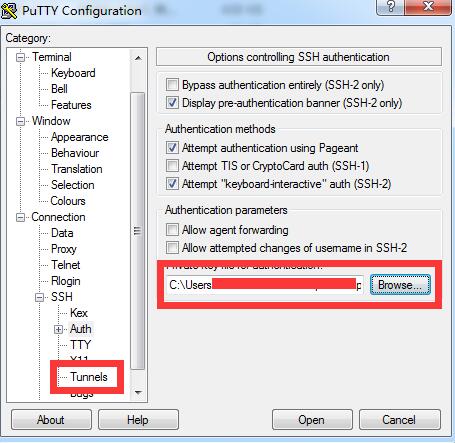 PuTTY Configuration
Category:
Terminal
Keyboard
Bell
Features
Window
Appearance
Behaviour
Translation
Selection
Colours
Connection
Data
Proxy
Telnet
Rlogin
SSH
Kex
Auth
TTY
X11
Tunnels
Bugs
Options controlling SSH authentication
Bypass authentication entirely (SSH-2 only)
Display pre-authentication banner (SSH-2 only)
Authentication methods
Attempt authentication using Pageant
Attempt TIS or CryptoCard auth (SSH-1)
Attempt "keyboard-interactive" auth (SSH-2)
Authentication parameters
Allow agent forwarding
Allow attempted changes of username in SSH-2
Private key file for authentication:
C:\Users
Browse...
About
Help
Open
Cancel